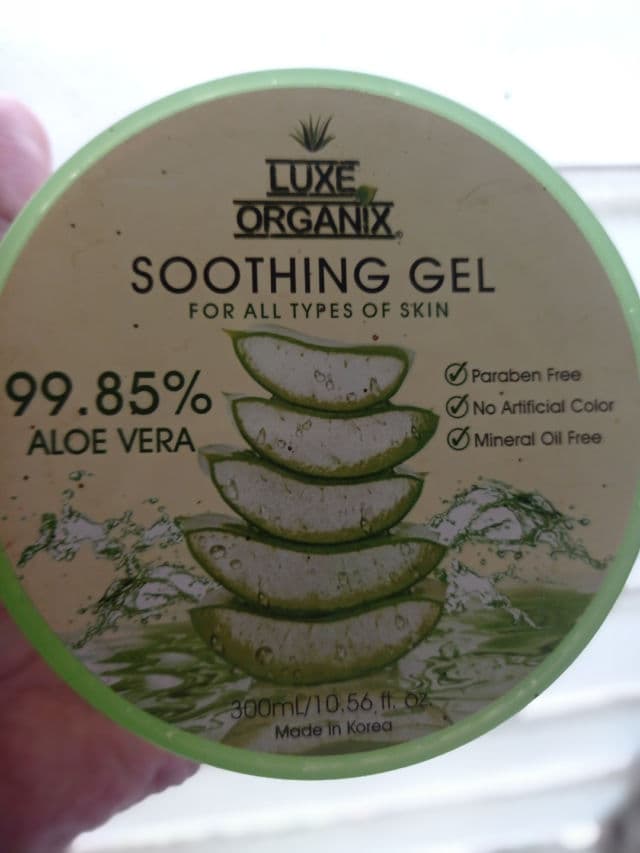 LUXE
ORGANIX
SOOTHING GEL
FOR ALL TYPES OF SKIN
99.85%
ALOE VERA
Paraben Free
No Artificial Color
Mineral Oil Free
300mL/10.56 fl. oz.
Made in Korea